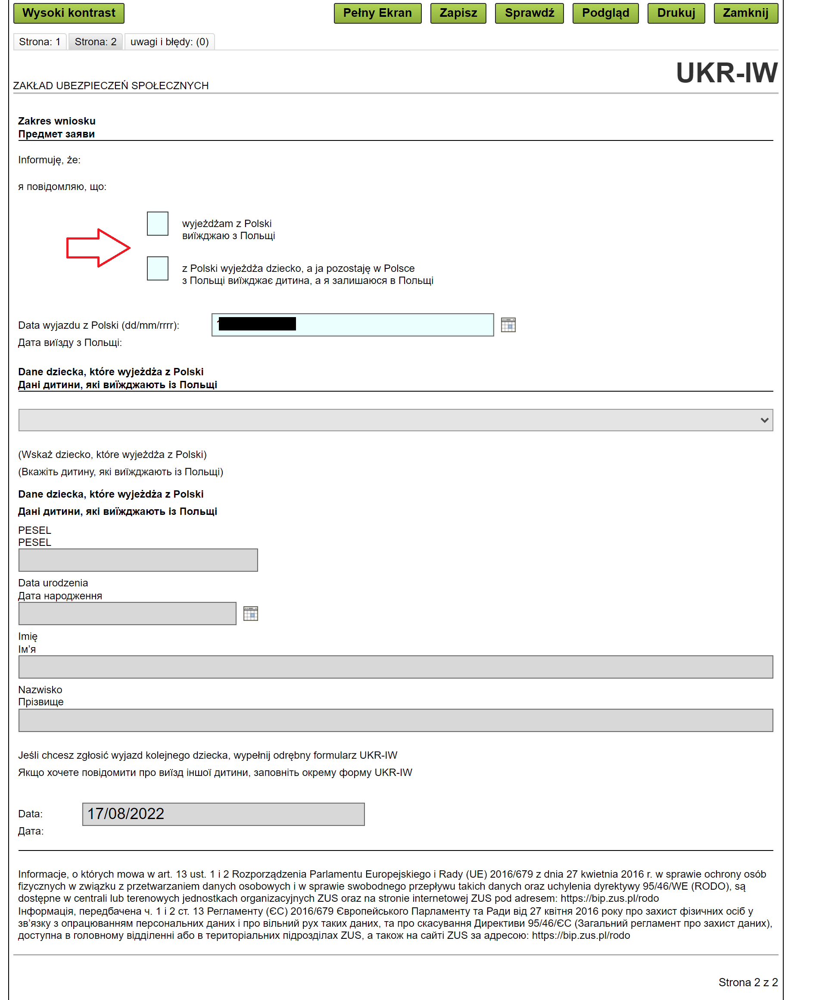 Wysoki kontrast
Pełny Ekran
Zapisz
Sprawdź
Podgląd
Drukuj
Zamknij
Strona: 1
Strona: 2
uwagi i błędy: (0)
UKR-IW
ZAKŁAD UBEZPIECZEŃ SPOŁECZNYCH
Zakres wniosku
Предмет заяви
Informuję, że:
я повідомляю, що:
wyjeżdżam z Polski
виїжджаю з Польщі
z Polski wyjeżdża dziecko, a ja pozostaję w Polsce
з Польщі виїжджає дитина, а я залишаюся в Польщі
Data wyjazdu z Polski (dd/mm/rrrr):
Дата виїзду з Польщі:
Dane dziecka, które wyjeżdża z Polski
Дані дитини, які виїжджають із Польщі
(Wskaż dziecko, które wyjeżdża z Polski)
(Вкажіть дитину, які виїжджають із Польщі)
Dane dziecka, które wyjeżdża z Polski
Дані дитини, які виїжджають із Польщі
PESEL
PESEL
Data urodzenia
Дата народження
Imię
Ім’я
Nazwisko
Прізвище
Jeśli chcesz zgłosić wyjazd kolejnego dziecka, wypełnij odrębny formularz UKR-IW
Якщо хочете повідомити про виїзд іншої дитини, заповніть окрему форму UKR-IW
Data:
17/08/2022
Дата:
Informacje, o których mowa w art. 13 ust. 1 i 2 Rozporządzenia Parlamentu Europejskiego i Rady (UE) 2016/679 z dnia 27 kwietnia 2016 r. w sprawie ochrony osób
fizycznych w związku z przetwarzaniem danych osobowych i w sprawie swobodnego przepływu takich danych oraz uchylenia dyrektywy 95/46/WE (RODO), są
dostępne w centrali lub terenowych jednostkach organizacyjnych ZUS oraz na stronie internetowej ZUS pod adresem: https://bip.zus.pl/rodo
Інформація, передбачена ч. 1 і 2 ст. 13 Регламенту (ЄС) 2016/679 Європейського Парламенту та Ради від 27 квітня 2016 року про захист фізичних осіб у
зв’язку з опрацюванням персональних даних і про вільний рух таких даних, та про скасування Директиви 95/46/ЄС (Загальний регламент про захист даних),
доступна в головному відділенні або в територіальних підрозділах ZUS, а також на сайті ZUS за адресою: https://bip.zus.pl/rodo
Strona 2 z 2